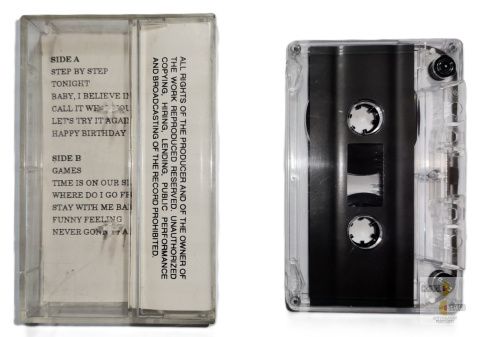 SIDE A
STEP BY STEP
TONIGHT
BABY, I BELIEVE IN
CALL IT
LET'S TRY IT AGAIN
HAPPY BIRTHDAY
SIDE B
GAMES
TIME IS ON OUR
WHERE DO I GO
STAY WITH ME
FUNNY FEELING
NEVER
ALL RIGHTS OF THE PRODUCER AND OF THE OWNER OF
THE WORK REPRODUCED RESERVED. UNAUTHORIZED
COPYING, HIRING, LENDING, PUBLIC PERFORMANCE
AND BROADCASTING OF THE RECORD PROHIBITED.